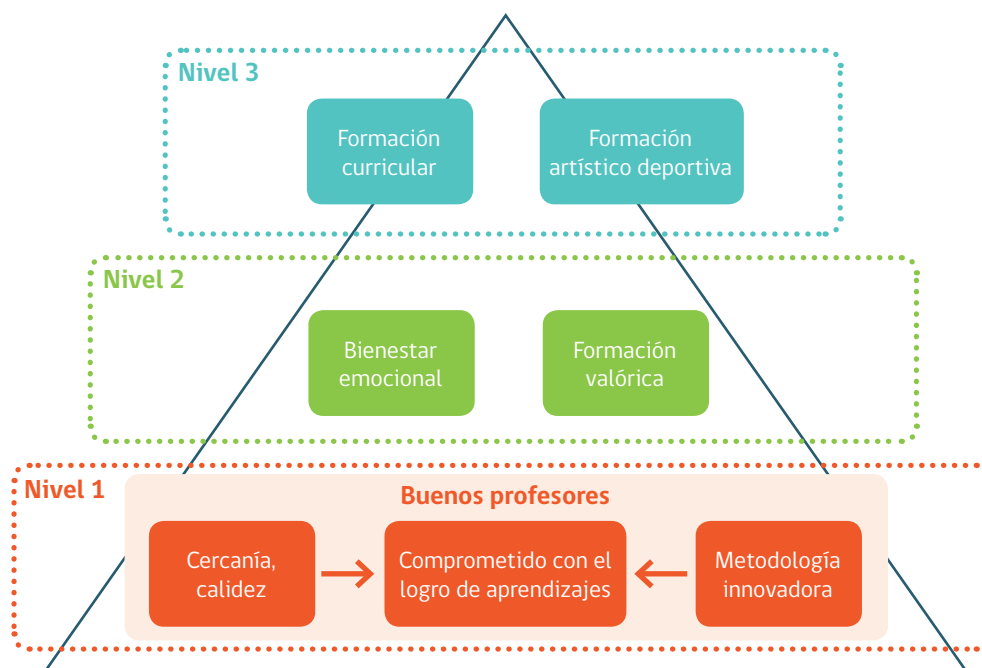 Nivel 3
Formación
curricular
Formación
artístico deportiva
Nivel 2
Bienestar
emocional
Formación
valórica
Nivel 1
Buenos profesores
Cercanía,
calidez
Comprometido con el
logro de aprendizajes
Metodología
innovadora